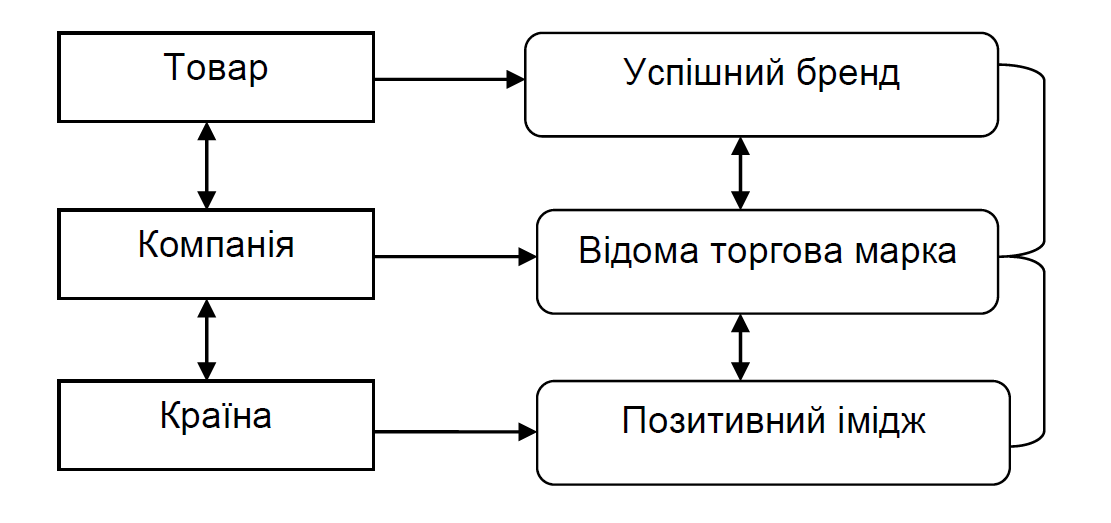 Товар
Успішний бренд
Компанія
Відома торгова марка
Країна
Позитивний імідж